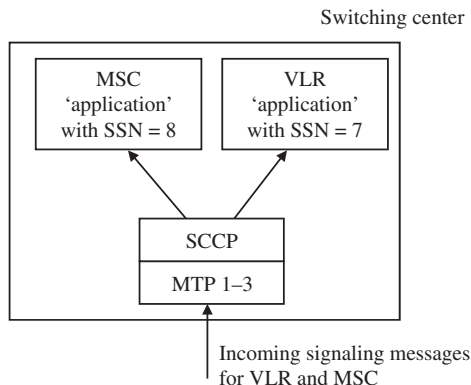 Switching center
MSC
‘application’
with SSN = 8
VLR
‘application’
with SSN = 7
SCCP
MTP 1–3
Incoming signaling messages
for VLR and MSC